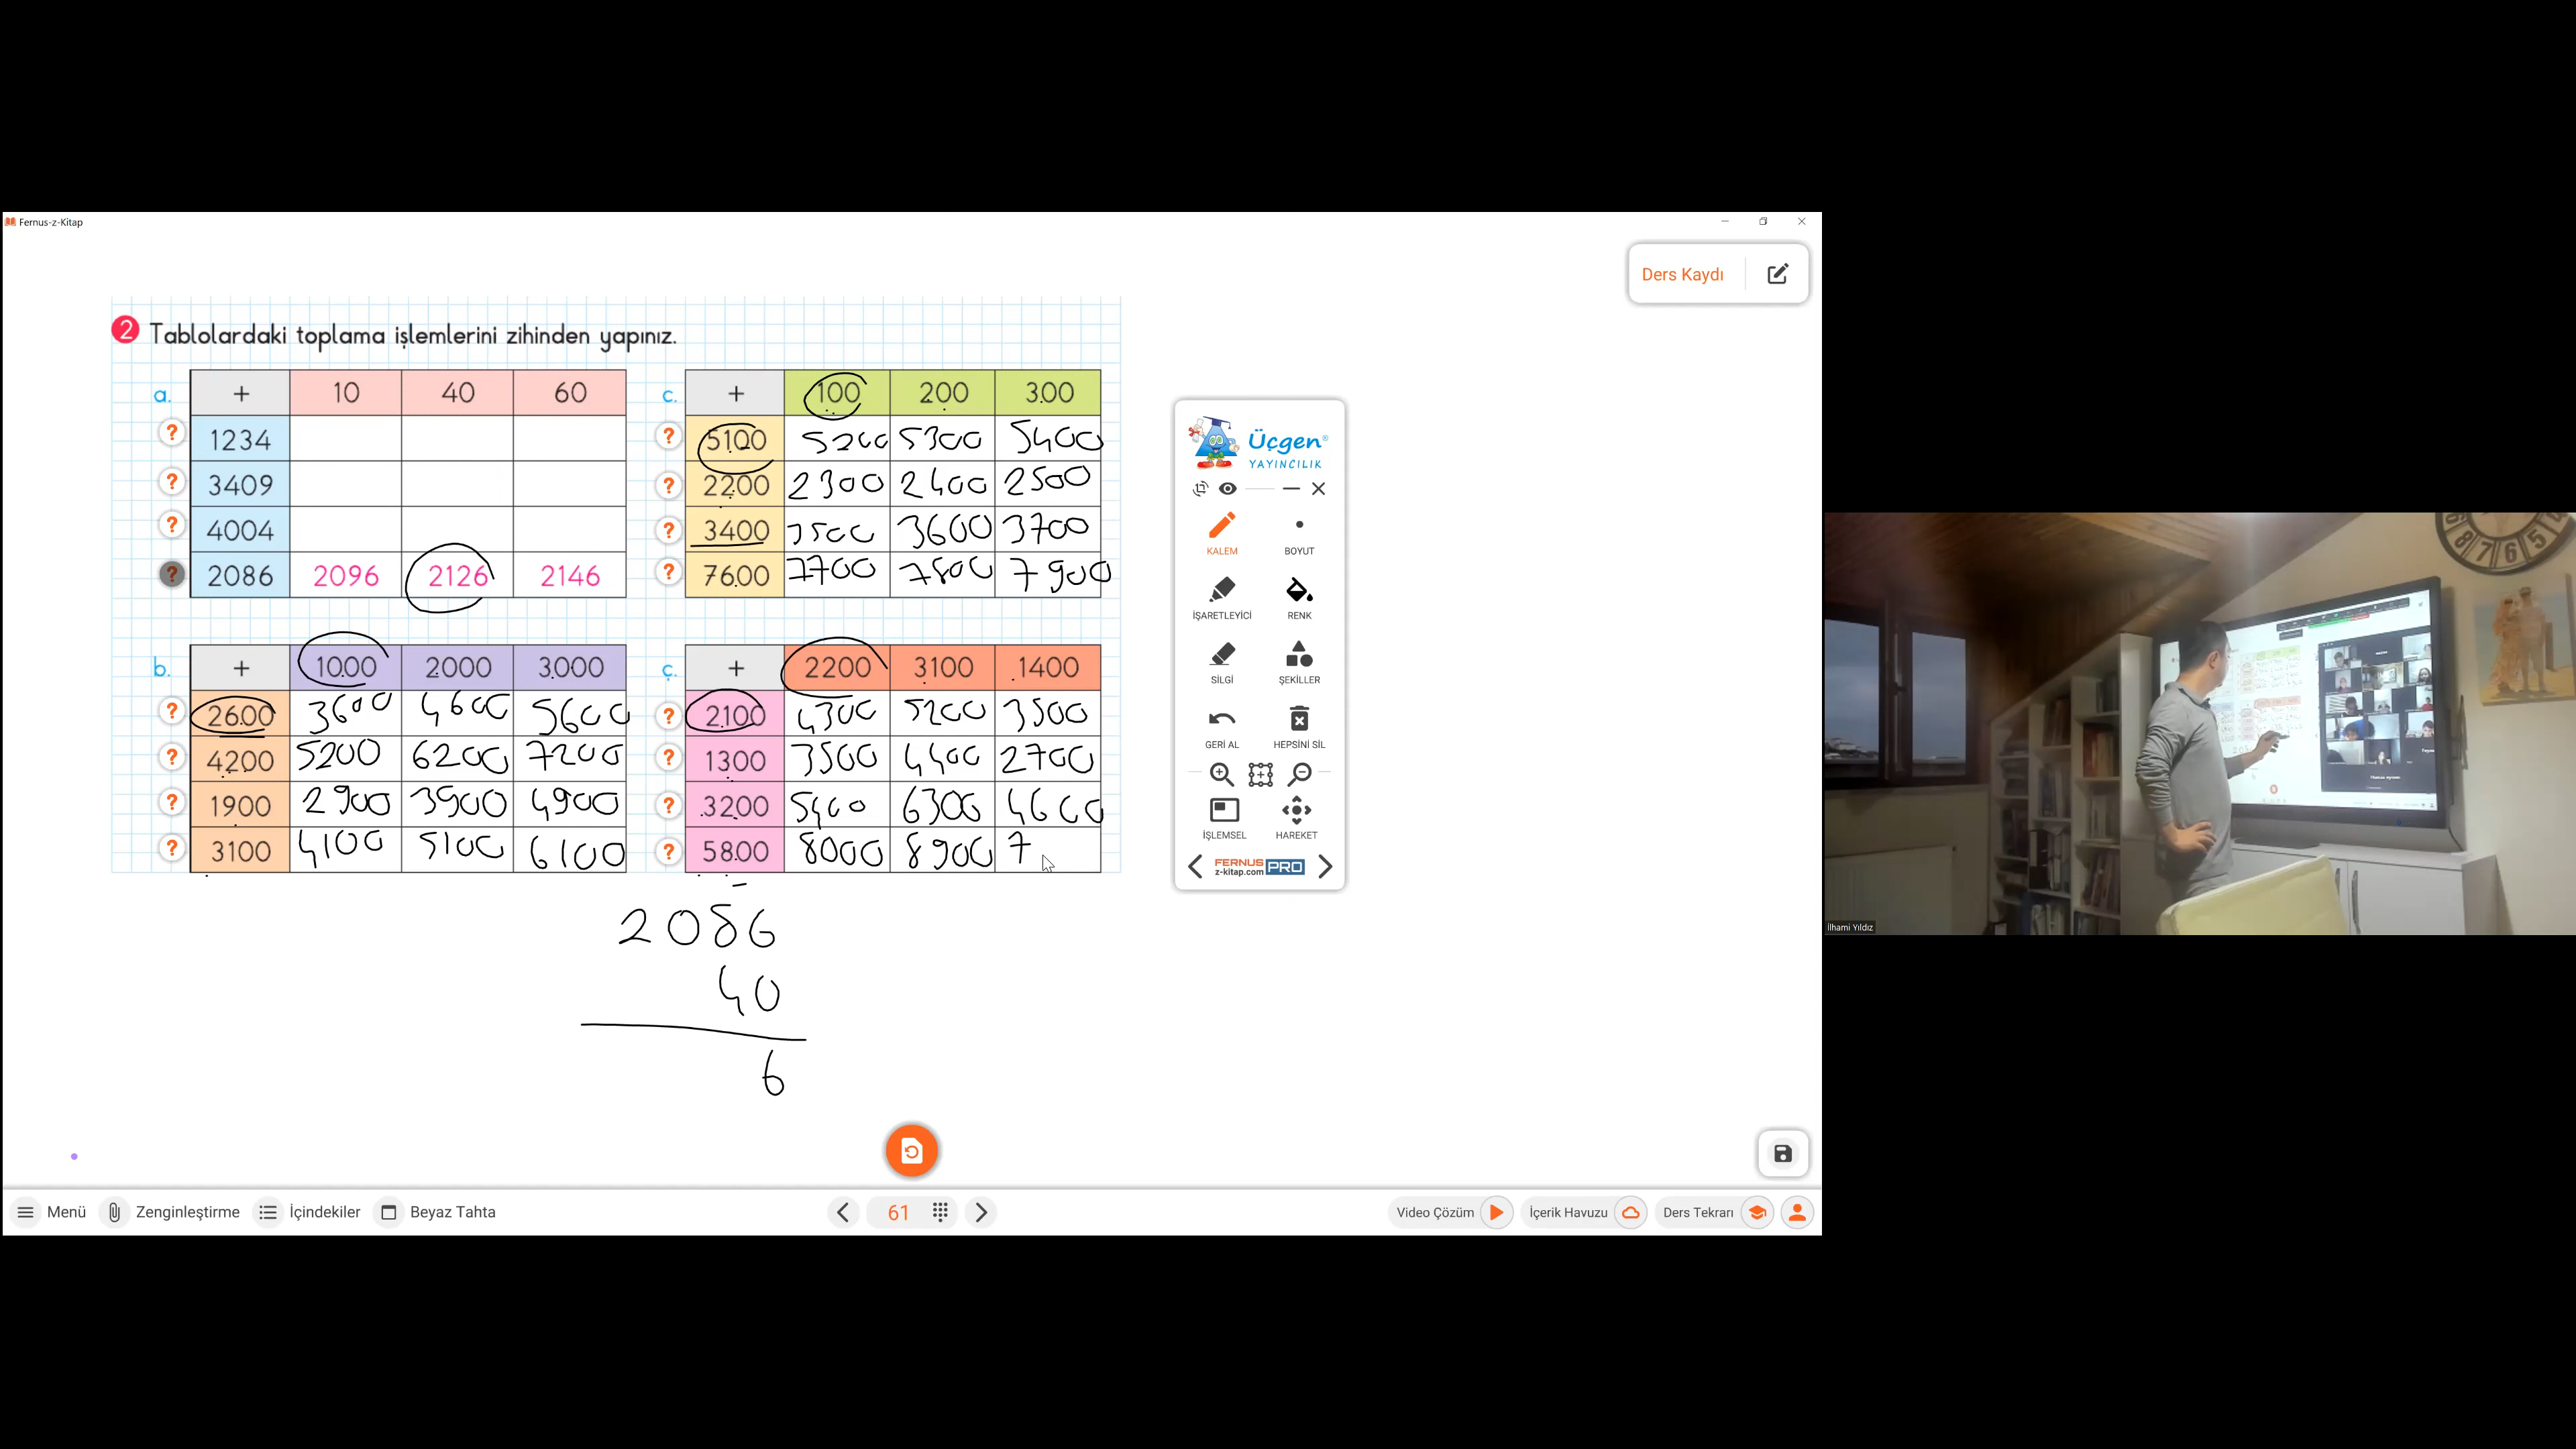 Fernus-z-Kitap
Ders Kaydı
2 Tablolardaki toplama işlemlerini zihinden yapınız.
a. + 10 40 60
? 1234
? 3409
? 4004
? 2086 2096 2126 2146
c. + 100 200 300
? 5100 5200 5300 5400
? 2200 2300 2400 2500
? 3400 3500 3600 3700
? 7600 7700 7800 7900
b. + 1000 2000 3000
? 2600 3600 4600 5600
? 4200 5200 6200 7200
? 1900 2900 3900 4900
? 3100 4100 5100 6100
ç. + 2200 3100 1400
? 2100 4300 5200 3500
? 1300 3500 4400 2700
? 3200 5400 6300 4600
? 5800 8000 8900 7
2086
40
6
Üçgen
YAYINCILIK
KALEM BOYUT
İŞARETLEYİCİ RENK
SİLGİ ŞEKİLLER
GERİ AL HEPSİNİ SİL
İŞLEMSEL HAREKET
FERNUS PRO
z-kitap.com
İlhami Yıldız
Menü Zenginleştirme İçindekiler Beyaz Tahta 61 Video Çözüm İçerik Havuzu Ders Tekrarı